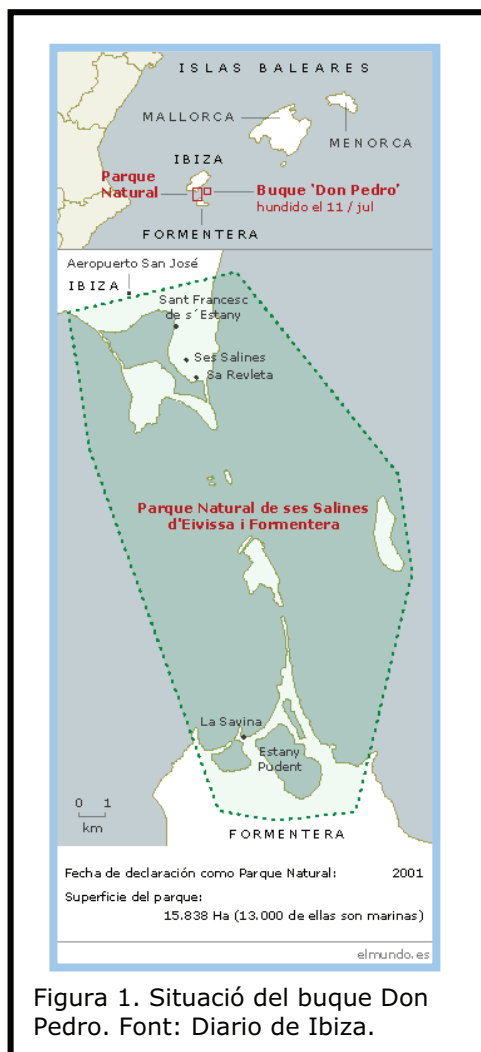 ISLAS BALEARES
MALLORCA
MENORCA
IBIZA
Parque
Natural
Buque 'Don Pedro'
hundido el 11 / jul
FORMENTERA
Aeropuerto San José
IBIZA
Sant Francesc
de s´Estany
Ses Salines
Sa Revleta
Parque Natural de ses Salines
d'Eivissa i Formentera
La Savina
Estany
Pudent
0 1
km
FORMENTERA
Fecha de declaración como Parque Natural: 2001
Superficie del parque:
15.838 Ha (13.000 de ellas son marinas)
elmundo.es
Figura 1. Situació del buque Don
Pedro. Font: Diario de Ibiza.